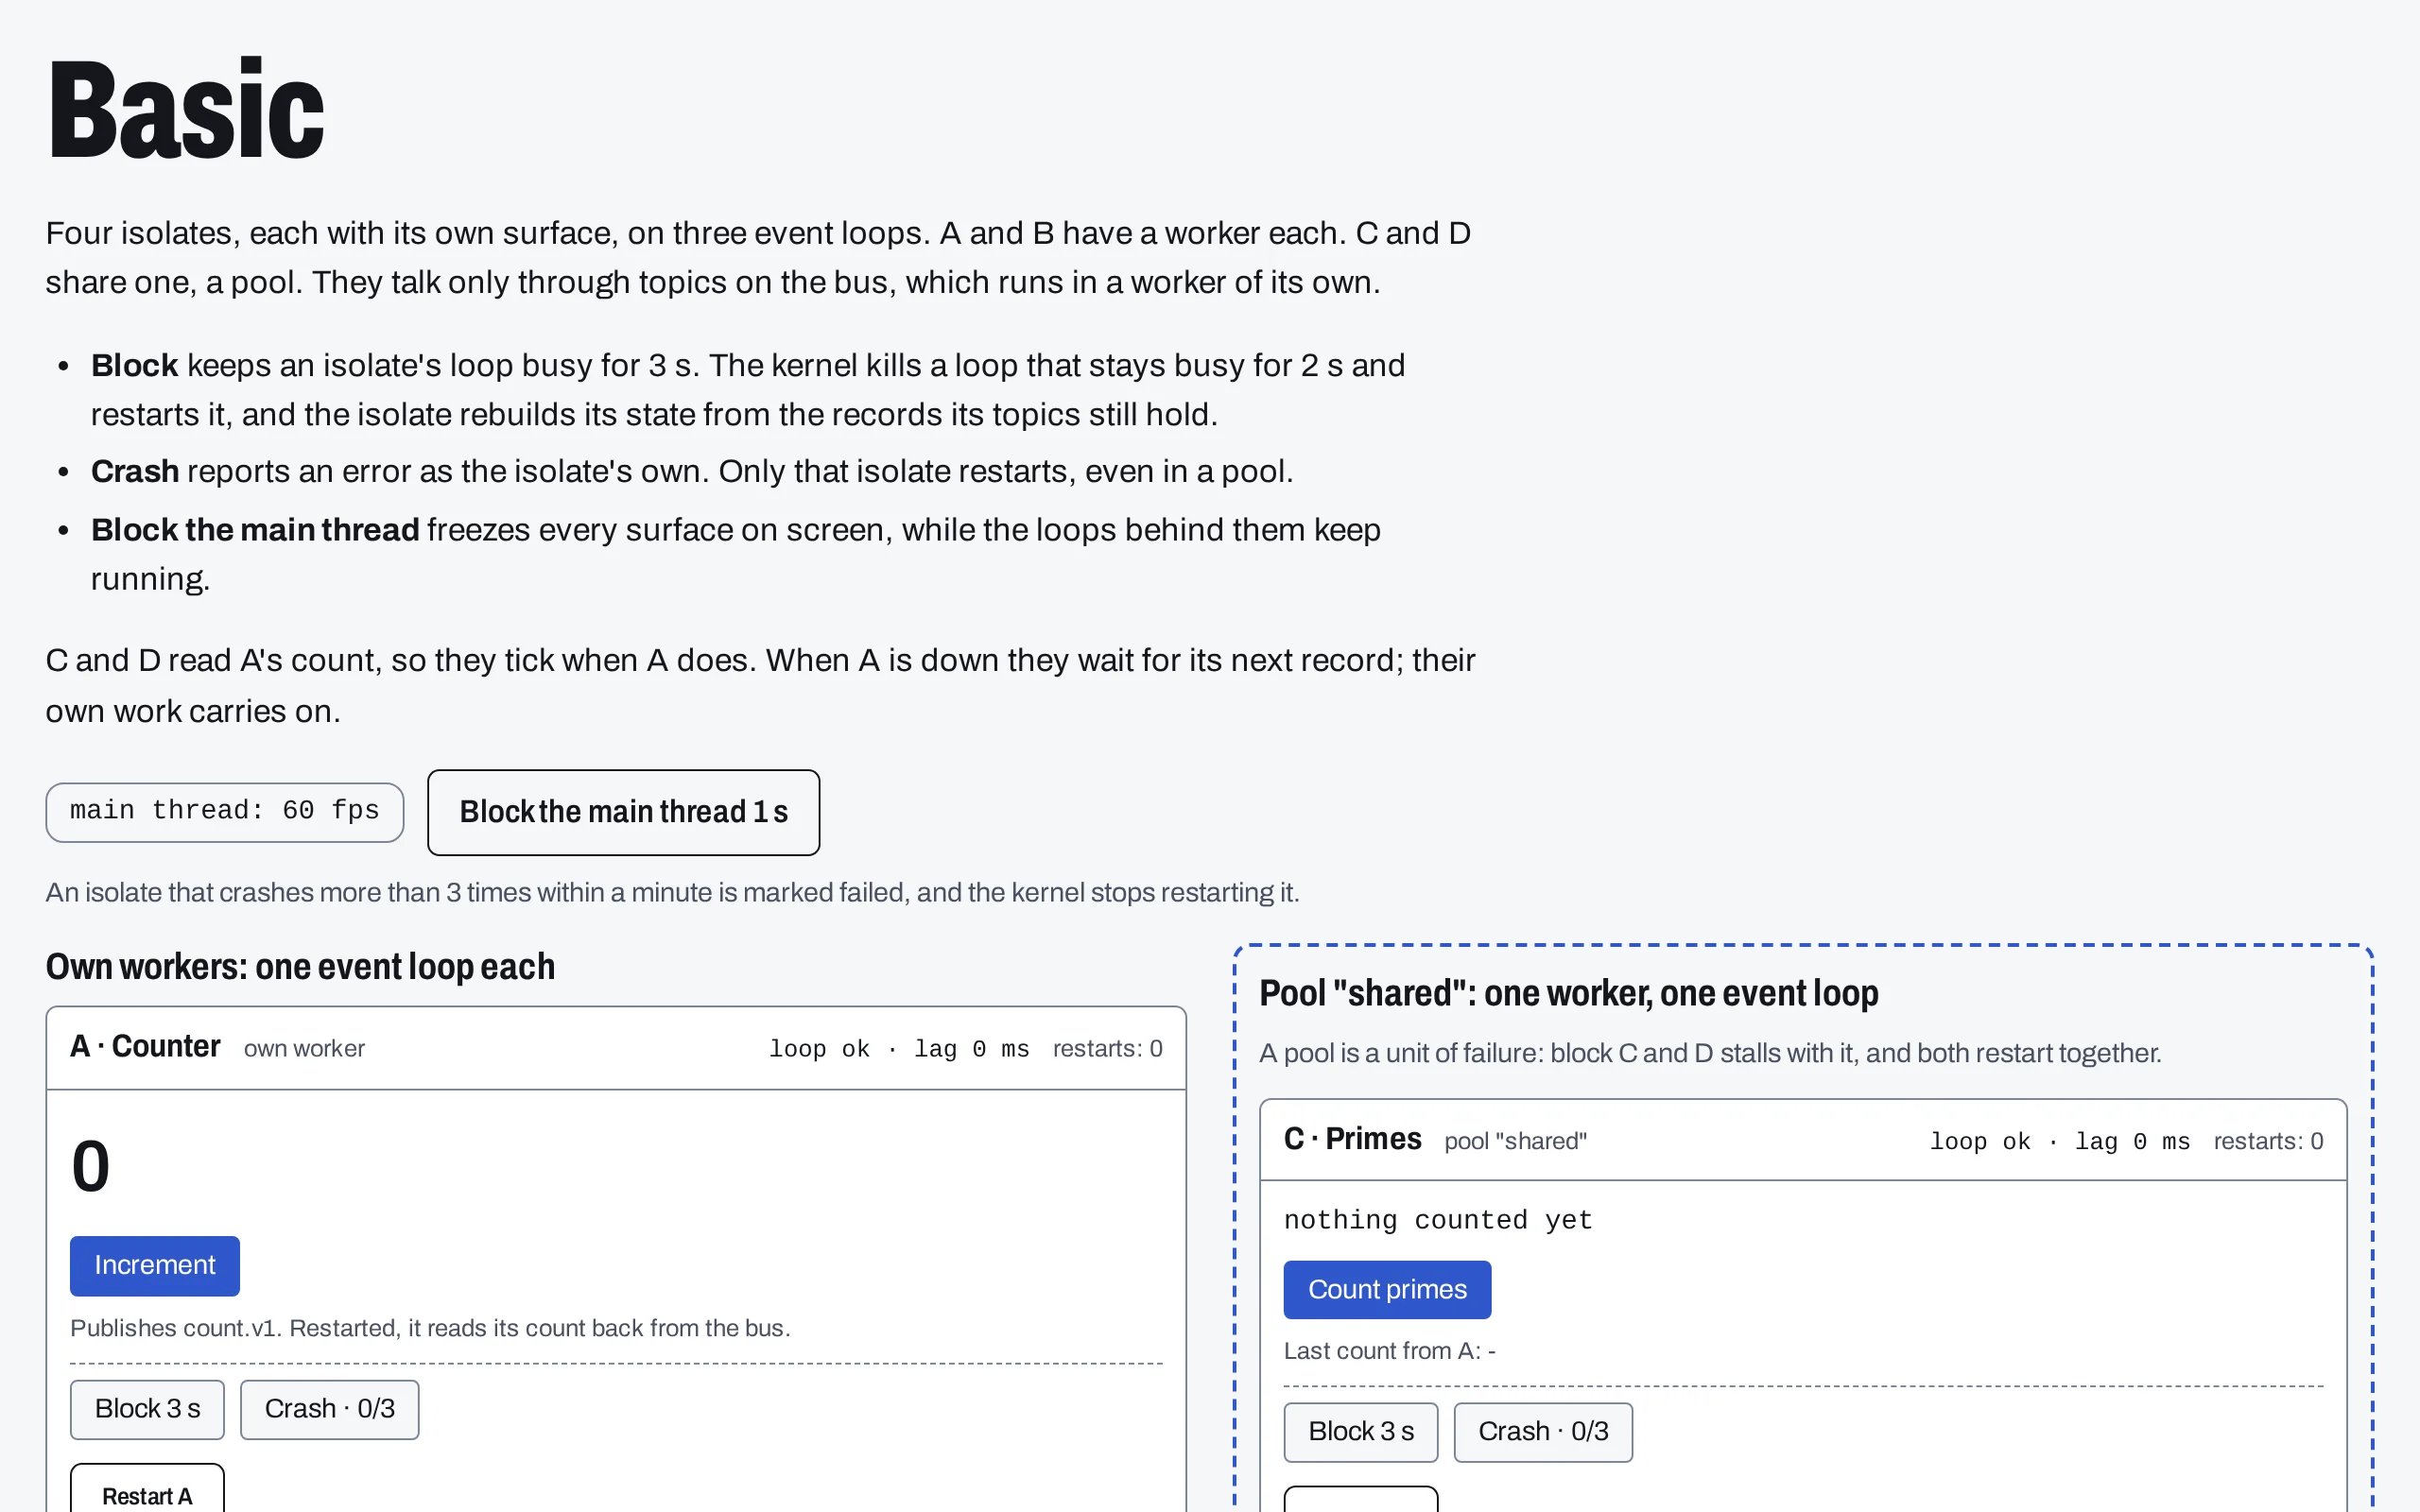 Basic
Four isolates, each with its own surface, on three event loops. A and B have a worker each. C and D
share one, a pool. They talk only through topics on the bus, which runs in a worker of its own.
• Block keeps an isolate's loop busy for 3 s. The kernel kills a loop that stays busy for 2 s and
restarts it, and the isolate rebuilds its state from the records its topics still hold.
• Crash reports an error as the isolate's own. Only that isolate restarts, even in a pool.
• Block the main thread freezes every surface on screen, while the loops behind them keep
running.
C and D read A's count, so they tick when A does. When A is down they wait for its next record; their
own work carries on.
main thread: 60 fps
Block the main thread 1 s
An isolate that crashes more than 3 times within a minute is marked failed, and the kernel stops restarting it.
Own workers: one event loop each
A · Counter own worker loop ok · lag 0 ms restarts: 0
0
Increment
Publishes count.v1. Restarted, it reads its count back from the bus.
Block 3 s
Crash · 0/3
Restart A
Pool "shared": one worker, one event loop
A pool is a unit of failure: block C and D stalls with it, and both restart together.
C · Primes pool "shared" loop ok · lag 0 ms restarts: 0
nothing counted yet
Count primes
Last count from A: -
Block 3 s
Crash · 0/3